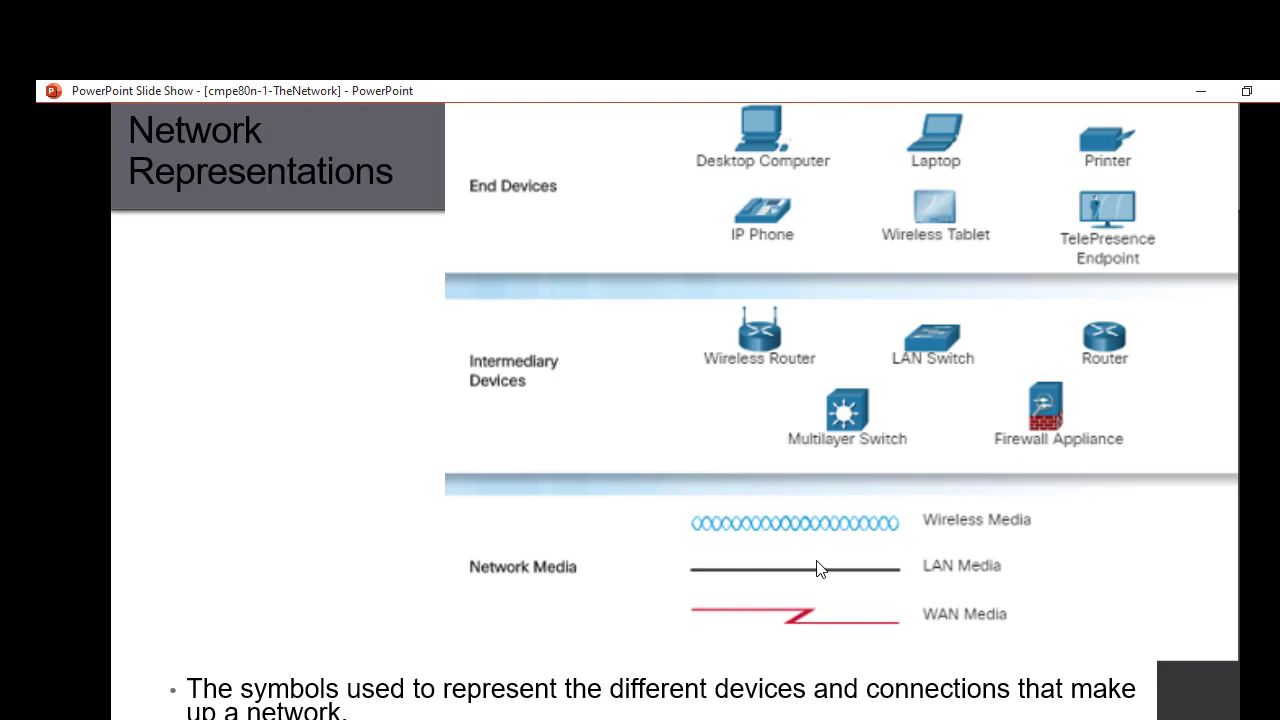 PowerPoint Slide Show - [cmpe80n-1-TheNetwork] - PowerPoint
Network
Representations
End Devices
Desktop Computer
Laptop
Printer
IP Phone
Wireless Tablet
TelePresence
Endpoint
Intermediary
Devices
Wireless Router
LAN Switch
Router
Multilayer Switch
Firewall Appliance
Network Media
Wireless Media
LAN Media
WAN Media
• The symbols used to represent the different devices and connections that make
up a network.